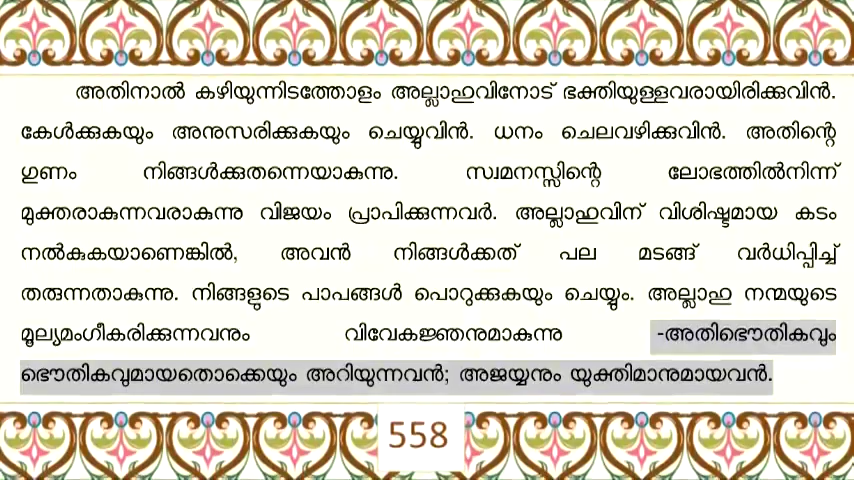 അതിനാൽ കഴിയുന്നിടത്തോളം അല്ലാഹുവിനോട് ഭക്തിയുള്ളവരായിരിക്കുവിൻ.
കേൾക്കുകയും അനുസരിക്കുകയും ചെയ്യുവിൻ. ധനം ചെലവഴിക്കുവിൻ. അതിന്റെ
ഗുണം നിങ്ങൾക്കുതന്നെയാകുന്നു. സ്വമനസ്സിന്റെ ലോഭത്തിൽനിന്ന്
മുക്തരാകുന്നവരാകുന്നു വിജയം പ്രാപിക്കുന്നവർ. അല്ലാഹുവിന് വിശിഷ്ടമായ കടം
നൽകുകയാണെങ്കിൽ, അവൻ നിങ്ങൾക്കത് പല മടങ്ങ് വർധിപ്പിച്ച്
തരുന്നതാകുന്നു. നിങ്ങളുടെ പാപങ്ങൾ പൊറുക്കുകയും ചെയ്യും. അല്ലാഹു നന്മയുടെ
മൂല്യമംഗീകരിക്കുന്നവനും വിവേകജ്ഞനുമാകുന്നു -അതിഭൌതികവും
ഭൌതികവുമായതൊക്കെയും അറിയുന്നവൻ; അജയ്യനും യുക്തിമാനുമായവൻ.
558